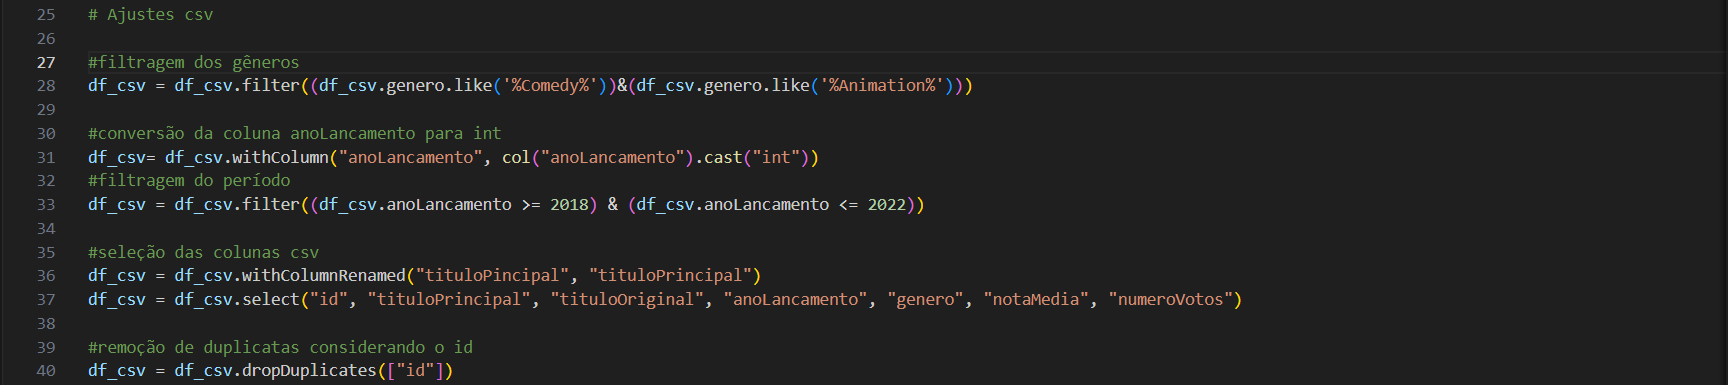 25 # Ajustes csv
26
27 #filtragem dos gêneros
28 df_csv = df_csv.filter((df_csv.genero.like('%Comedy%'))&(df_csv.genero.like('%Animation%')))
29
30 #conversão da coluna anoLancamento para int
31 df_csv= df_csv.withColumn("anoLancamento", col("anoLancamento").cast("int"))
32 #filtragem do período
33 df_csv = df_csv.filter((df_csv.anoLancamento >= 2018) & (df_csv.anoLancamento <= 2022))
34
35 #seleção das colunas csv
36 df_csv = df_csv.withColumnRenamed("tituloPincipal", "tituloPrincipal")
37 df_csv = df_csv.select("id", "tituloPrincipal", "tituloOriginal", "anoLancamento", "genero", "notaMedia", "numeroVotos")
38
39 #remoção de duplicatas considerando o id
40 df_csv = df_csv.dropDuplicates(["id"])